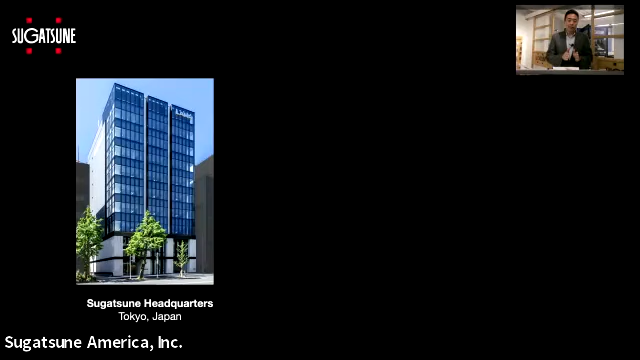 SUGATSUNE
Sugatsune Headquarters
Tokyo, Japan
Sugatsune America, Inc.